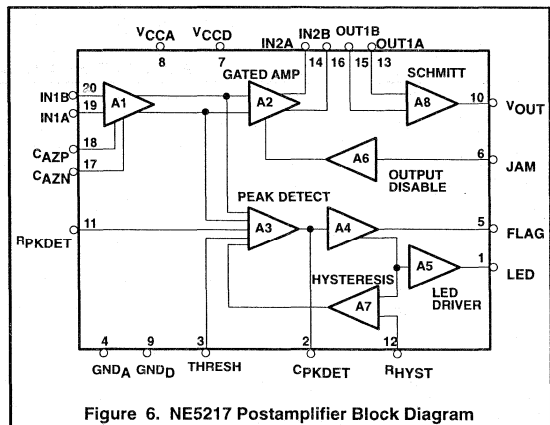 VCCA VCCD IN2A IN2B OUT1B OUT1A
8 7 14 16 15 13
GATED AMP SCHMITT
IN1B 20 A1 A2 A8 10 VOUT
IN1A 19
CAZP 18 A6 6 JAM
CAZN 17 OUTPUT
DISABLE
PEAK DETECT
RPKDET 11 A3 A4 5 FLAG
A5 1 LED
HYSTERESIS LED
A7 DRIVER
4 9 3 2 12
GNDA GNDD THRESH CPKDET RHYST
Figure 6. NE5217 Postamplifier Block Diagram